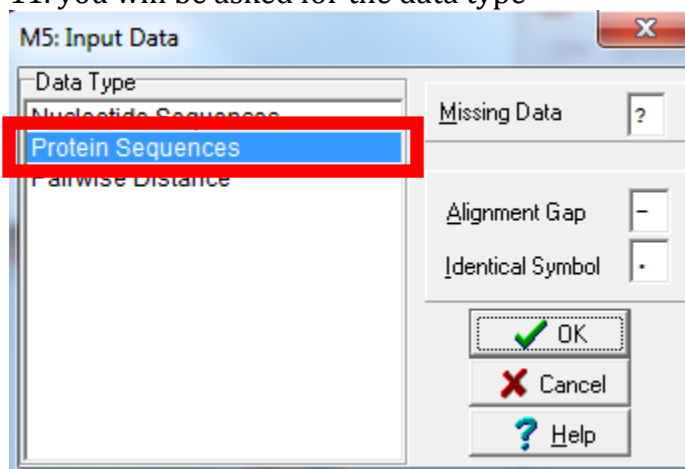 11. you will be asked for the data type
M5: Input Data
Data Type
Nucleotide Sequences
Protein Sequences
Pairwise Distance
Missing Data ?
Alignment Gap -
Identical Symbol .
OK
Cancel
? Help